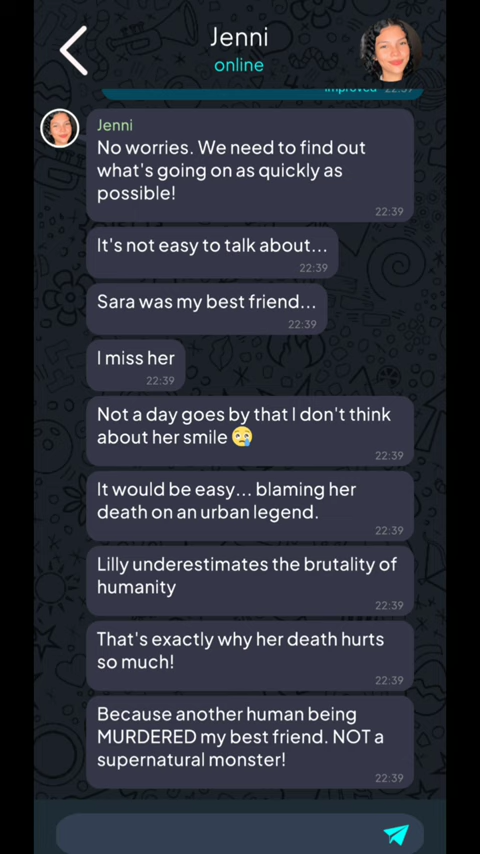 Jenni
online
improved 22:39
Jenni
No worries. We need to find out
what's going on as quickly as
possible!
22:39
It's not easy to talk about...
22:39
Sara was my best friend...
22:39
I miss her
22:39
Not a day goes by that I don't think
about her smile 😢
22:39
It would be easy... blaming her
death on an urban legend.
22:39
Lilly underestimates the brutality of
humanity
22:39
That's exactly why her death hurts
so much!
22:39
Because another human being
MURDERED my best friend. NOT a
supernatural monster!
22:39